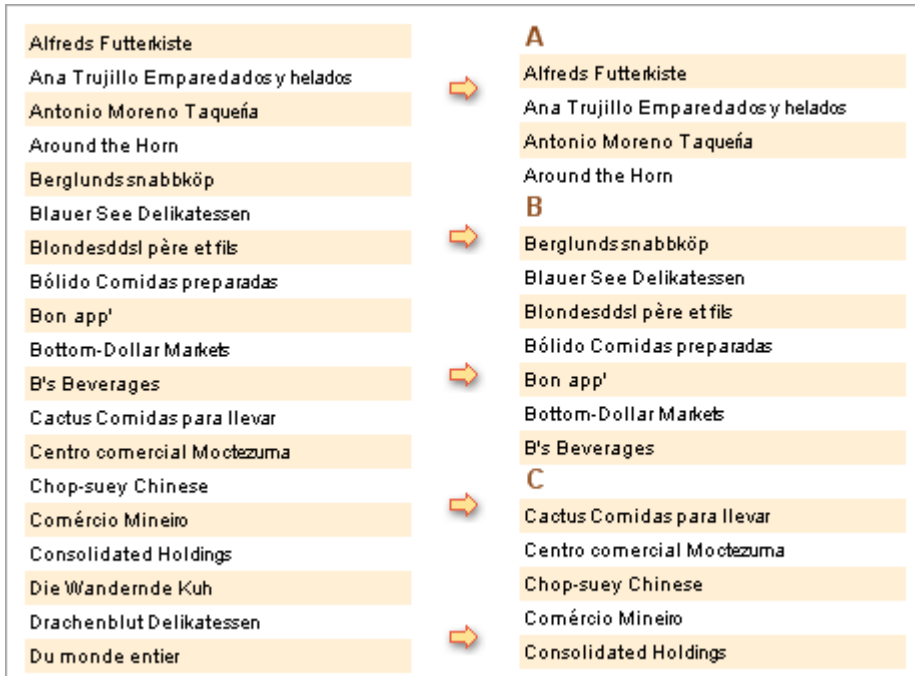 Alfreds Futterkiste
Ana Trujillo Emparedados y helados
Antonio Moreno Taquería
Around the Horn
Berglunds snabbköp
Blauer See Delikatessen
Blondesddsl père et fils
Bólido Comidas preparadas
Bon app'
Bottom-Dollar Markets
B's Beverages
Cactus Comidas para llevar
Centro comercial Moctezuma
Chop-suey Chinese
Comércio Mineiro
Consolidated Holdings
Die Wandernde Kuh
Drachenblut Delikatessen
Du monde entier
A
Alfreds Futterkiste
Ana Trujillo Emparedados y helados
Antonio Moreno Taquería
Around the Horn
B
Berglunds snabbköp
Blauer See Delikatessen
Blondesddsl père et fils
Bólido Comidas preparadas
Bon app'
Bottom-Dollar Markets
B's Beverages
C
Cactus Comidas para llevar
Centro comercial Moctezuma
Chop-suey Chinese
Comércio Mineiro
Consolidated Holdings